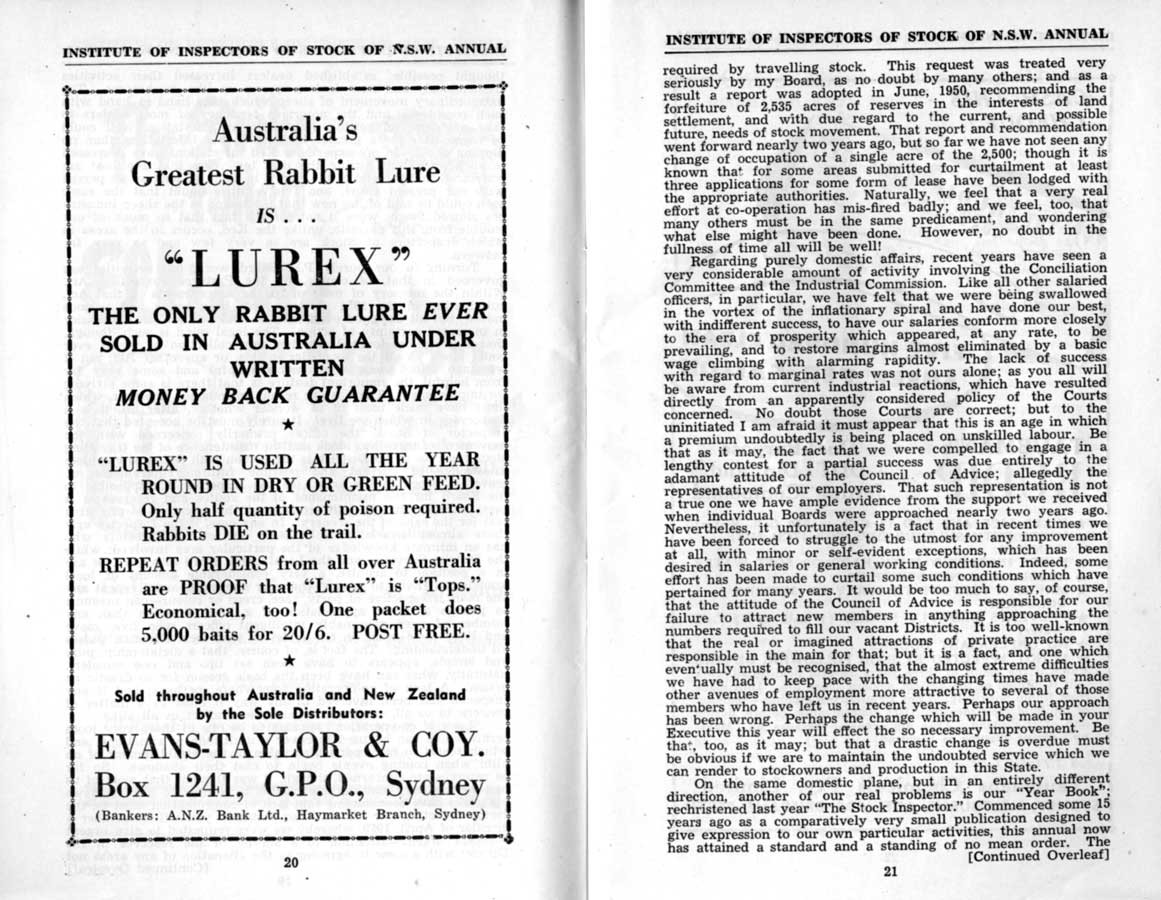 INSTITUTE OF INSPECTORS OF STOCK OF N.S.W. ANNUAL
Australia's
Greatest Rabbit Lure
IS . . .
"LUREX"
THE ONLY RABBIT LURE EVER
SOLD IN AUSTRALIA UNDER
WRITTEN
MONEY BACK GUARANTEE
★
"LUREX" IS USED ALL THE YEAR
ROUND IN DRY OR GREEN FEED.
Only half quantity of poison required.
Rabbits DIE on the trail.
REPEAT ORDERS from all over Australia
are PROOF that "Lurex" is "Tops."
Economical, too! One packet does
5,000 baits for 20/6. POST FREE.
★
Sold throughout Australia and New Zealand
by the Sole Distributors:
EVANS-TAYLOR & COY.
Box 1241, G.P.O., Sydney
(Bankers: A.N.Z. Bank Ltd., Haymarket Branch, Sydney)
20
INSTITUTE OF INSPECTORS OF STOCK OF N.S.W. ANNUAL
required by travelling stock. This request was treated very
seriously by my Board, as no doubt by many others; and as a
result a report was adopted in June, 1950, recommending the
forfeiture of 2,535 acres of reserves in the interests of land
settlement, and with due regard to the current, and possible
future, needs of stock movement. That report and recommendation
went forward nearly two years ago, but so far we have not seen any
change of occupation of a single acre of the 2,500; though it is
known that for some areas submitted for curtailment at least
three applications for some form of lease have been lodged with
the appropriate authorities. Naturally, we feel that a very real
effort at co-operation has mis-fired badly; and we feel, too, that
many others must be in the same predicament, and wondering
what else might have been done. However, no doubt in the
fullness of time all will be well!
Regarding purely domestic affairs, recent years have seen a
very considerable amount of activity involving the Conciliation
Committee and the Industrial Commission. Like all other salaried
officers, in particular, we have felt that we were being swallowed
in the vortex of the inflationary spiral and have done our best,
with indifferent success, to have our salaries conform more closely
to the era of prosperity which appeared, at any rate, to be
prevailing, and to restore margins almost eliminated by a basic
wage climbing with alarming rapidity. The lack of success
with regard to marginal rates was not ours alone; as you all will
be aware from current industrial reactions, which have resulted
directly from an apparently considered policy of the Courts
concerned. No doubt those Courts are correct; but to the
uninitiated I am afraid it must appear that this is an age in which
a premium undoubtedly is being placed on unskilled labour. Be
that as it may, the fact that we were compelled to engage in a
lengthy contest for a partial success was due entirely to the
adamant attitude of the Council of Advice; allegedly the
representatives of our employers. That such representation is not
a true one we have ample evidence from the support we received
when individual Boards were approached nearly two years ago.
Nevertheless, it unfortunately is a fact that in recent times we
have been forced to struggle to the utmost for any improvement
at all, with minor or self-evident exceptions, which has been
desired in salaries or general working conditions. Indeed, some
effort has been made to curtail some such conditions which have
pertained for many years. It would be too much to say, of course,
that the attitude of the Council of Advice is responsible for our
failure to attract new members in anything approaching the
numbers required to fill our vacant Districts. It is too well-known
that the real or imagined attractions of private practice are
responsible in the main for that; but it is a fact, and one which
eventually must be recognised, that the almost extreme difficulties
we have had to keep pace with the changing times have made
other avenues of employment more attractive to several of those
members who have left us in recent years. Perhaps our approach
has been wrong. Perhaps the change which will be made in your
Executive this year will effect the so necessary improvement. Be
that, too, as it may; but that a drastic change is overdue must
be obvious if we are to maintain the undoubted service which we
can render to stockowners and production in this State.
On the same domestic plane, but in an entirely different
direction, another of our real problems is our "Year Book";
rechristened last year "The Stock Inspector." Commenced some 15
years ago as a comparatively very small publication designed to
give expression to our own particular activities, this annual now
has attained a standard and a standing of no mean order. The
[Continued Overleaf]
21